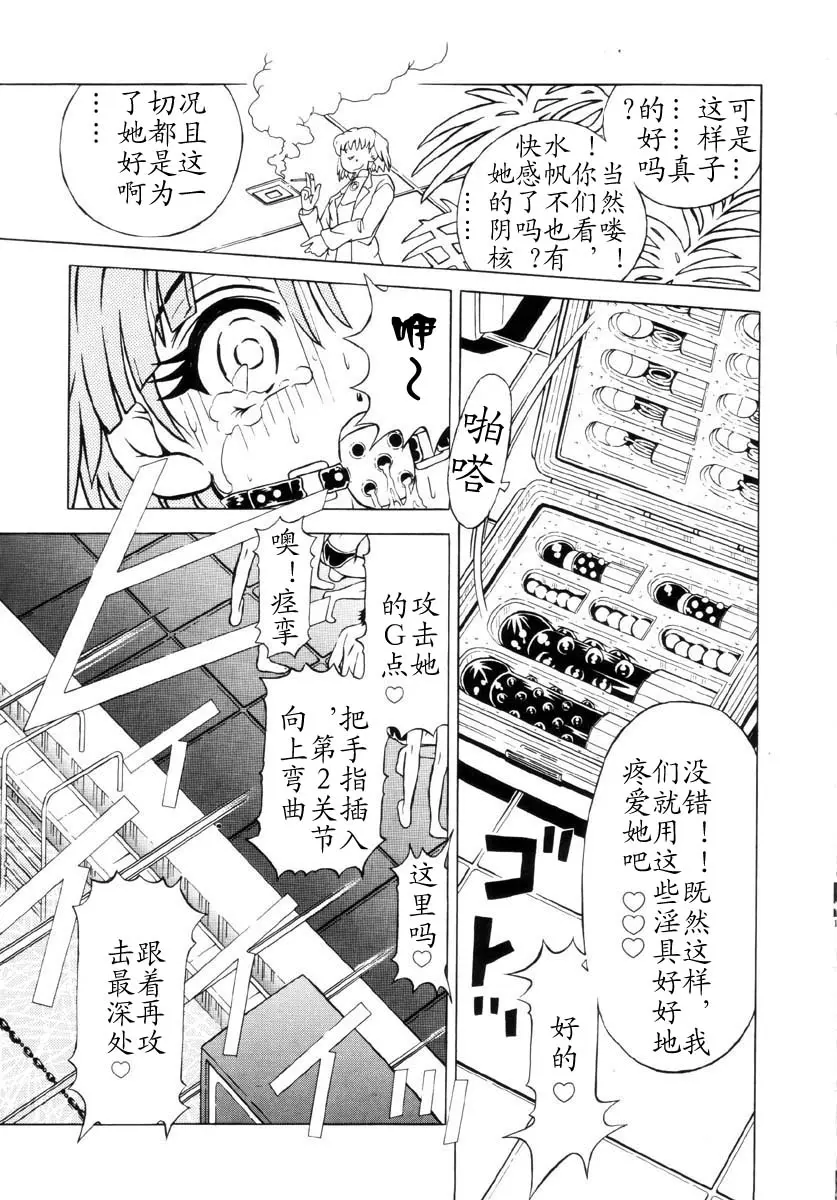 可是…
这样子
……真
的好吗
?
当然喽!
!你们看,
水帆不也有
快感了吗?
她的阴核
……
况且这一
切都是为
了她好啊
……
咿~
啪嗒
没错!!既然这样,我
们就用这些淫具好好地
疼爱她吧♡♡♡
ゴトッ
好的♡
攻击她
的G点
♡
噢!痉挛
把手指插入
,第2关节
向上弯曲
这里吗♡
跟着再攻
击最深处
♡